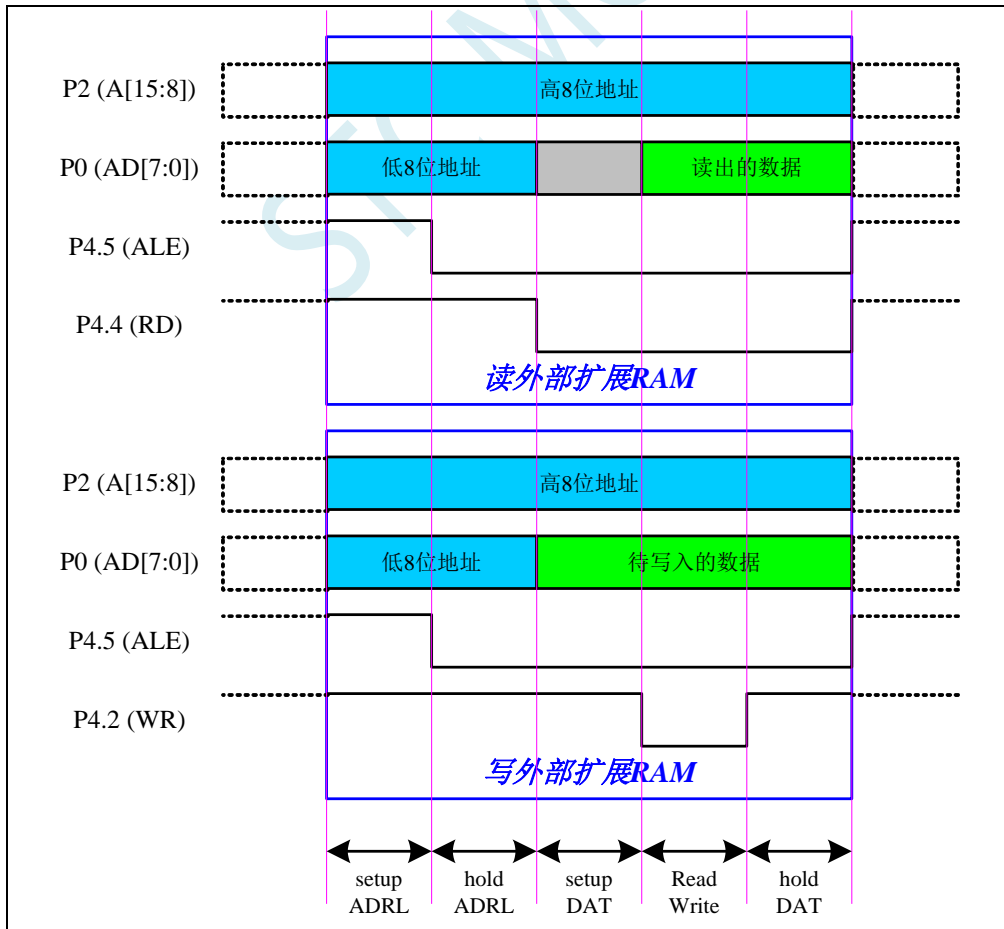 P2 (A[15:8])
高8位地址
P0 (AD[7:0])
低8位地址
读出的数据
P4.5 (ALE)
P4.4 (RD)
读外部扩展RAM
P2 (A[15:8])
高8位地址
P0 (AD[7:0])
低8位地址
待写入的数据
P4.5 (ALE)
P4.2 (WR)
写外部扩展RAM
setup
ADRL
hold
ADRL
setup
DAT
Read
Write
hold
DAT